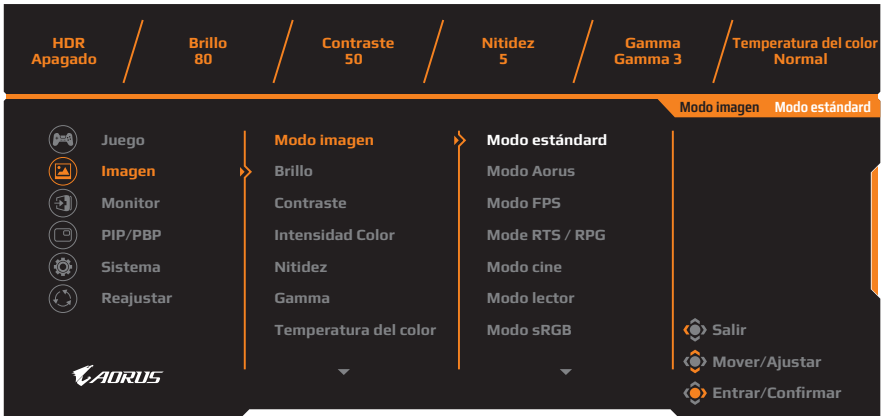 HDR
Apagado
Brillo
80
Contraste
50
Nitidez
5
Gamma
Gamma 3
Temperatura del color
Normal
Modo imagen Modo estándard
Juego
Imagen
Monitor
PIP/PBP
Sistema
Reajustar
Modo imagen
Brillo
Contraste
Intensidad Color
Nitidez
Gamma
Temperatura del color
Modo estándard
Modo Aorus
Modo FPS
Mode RTS / RPG
Modo cine
Modo lector
Modo sRGB
Salir
Mover/Ajustar
Entrar/Confirmar
AORUS